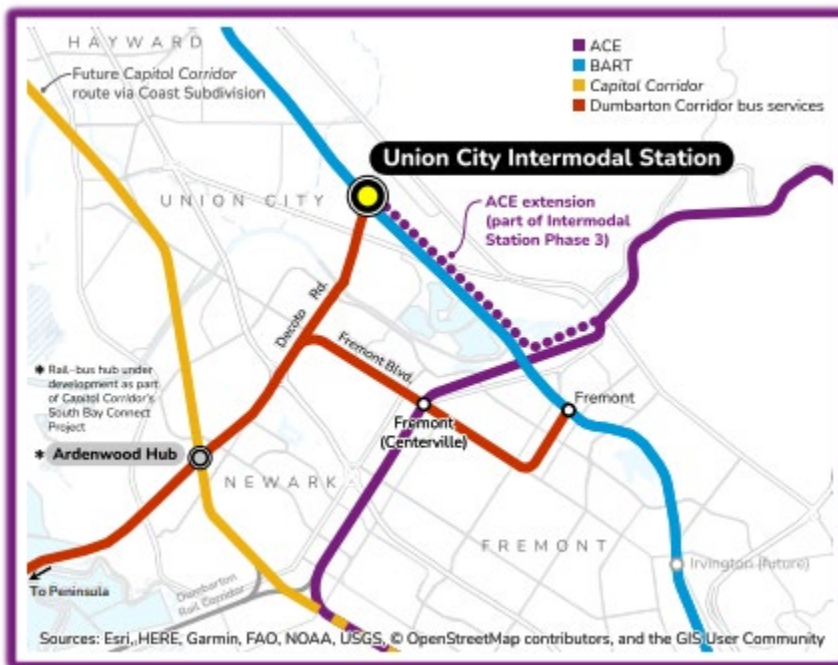 HAYWARD
Future Capitol Corridor
route via Coast Subdivision
ACE
BART
Capitol Corridor
Dumbarton Corridor bus services
Union City Intermodal Station
UNION CITY
ACE extension
(part of Intermodal
Station Phase 3)
Decoto Rd.
Fremont Blvd.
* Rail–bus hub under
development as part
of Capitol Corridor's
South Bay Connect
Project
Fremont
Fremont
(Centerville)
* Ardenwood Hub
NEWARK
FREMONT
Irvington (future)
Dumbarton
Rail Corridor
To Peninsula
Sources: Esri, HERE, Garmin, FAO, NOAA, USGS, © OpenStreetMap contributors, and the GIS User Community